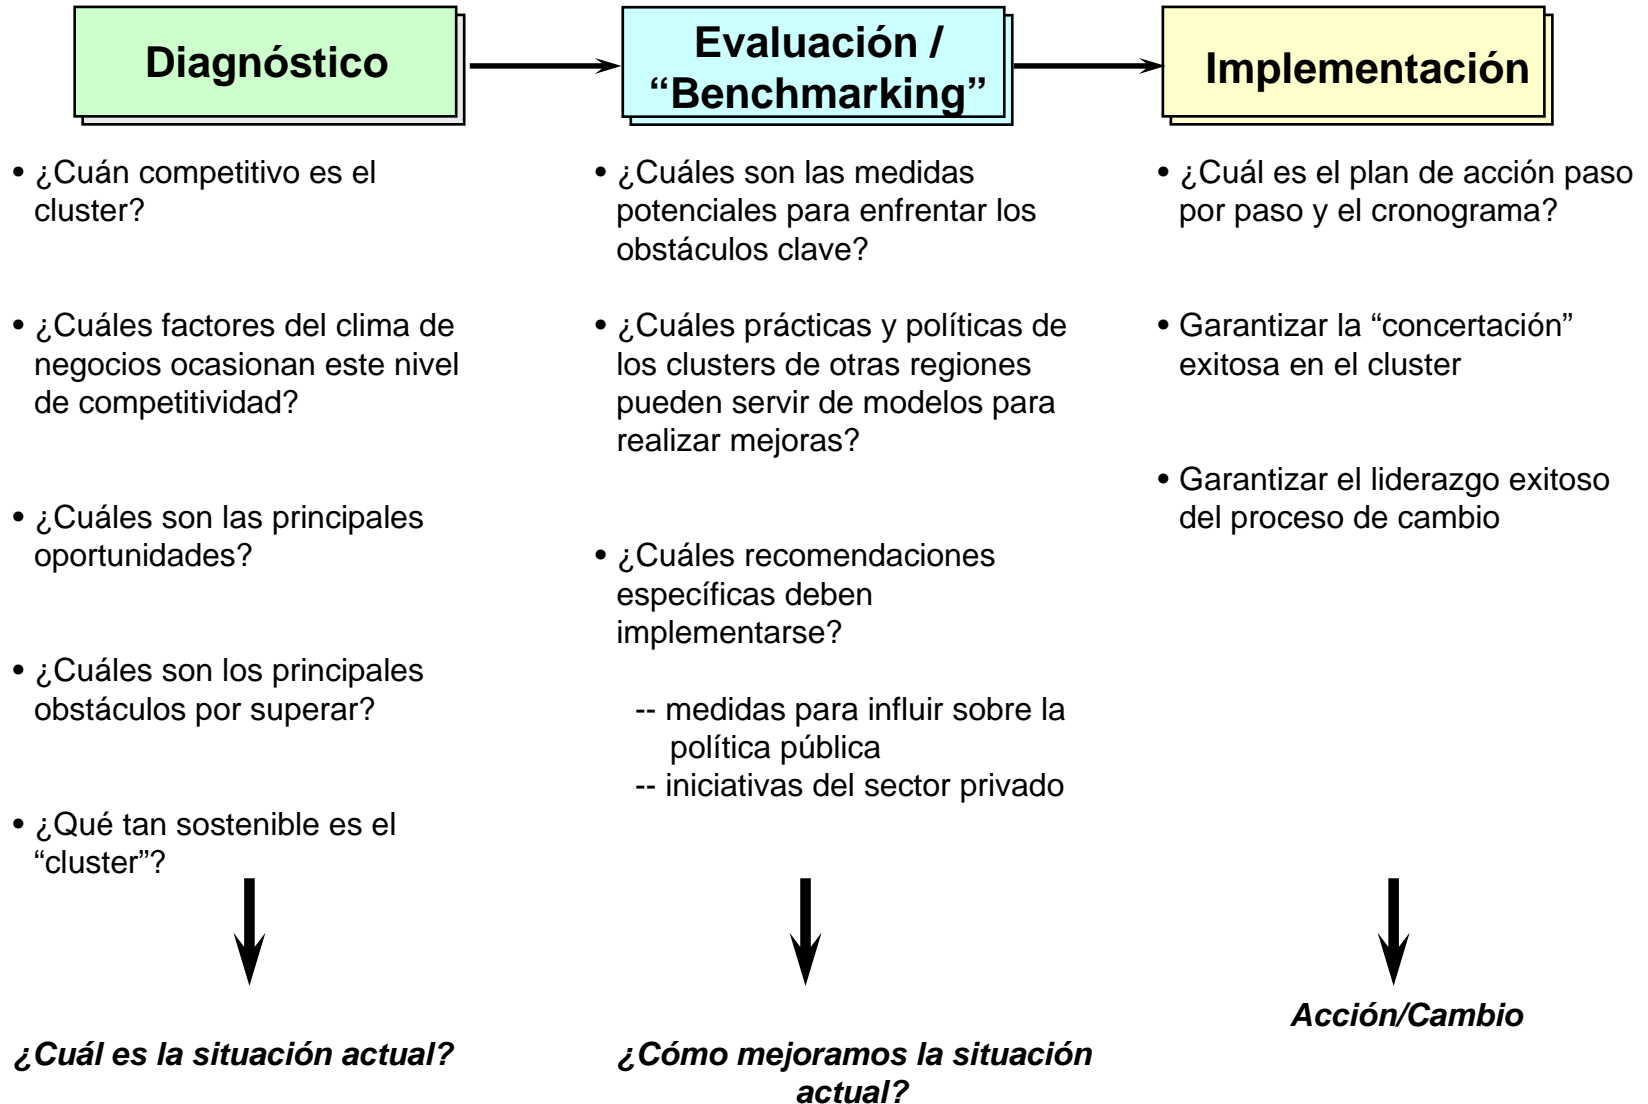 Diagnóstico
• ¿Cuán competitivo es el
cluster?
• ¿Cuáles factores del clima de
negocios ocasionan este nivel
de competitividad?
• ¿Cuáles son las principales
oportunidades?
• ¿Cuáles son los principales
obstáculos por superar?
• ¿Qué tan sostenible es el
“cluster”?
¿Cuál es la situación actual?
Evaluación /
“Benchmarking”
• ¿Cuáles son las medidas
potenciales para enfrentar los
obstáculos clave?
• ¿Cuáles prácticas y políticas de
los clusters de otras regiones
pueden servir de modelos para
realizar mejoras?
• ¿Cuáles recomendaciones
específicas deben
implementarse?
-- medidas para influir sobre la
política pública
-- iniciativas del sector privado
¿Cómo mejoramos la situación
actual?
Implementación
• ¿Cuál es el plan de acción paso
por paso y el cronograma?
• Garantizar la “concertación”
exitosa en el cluster
• Garantizar el liderazgo exitoso
del proceso de cambio
Acción/Cambio